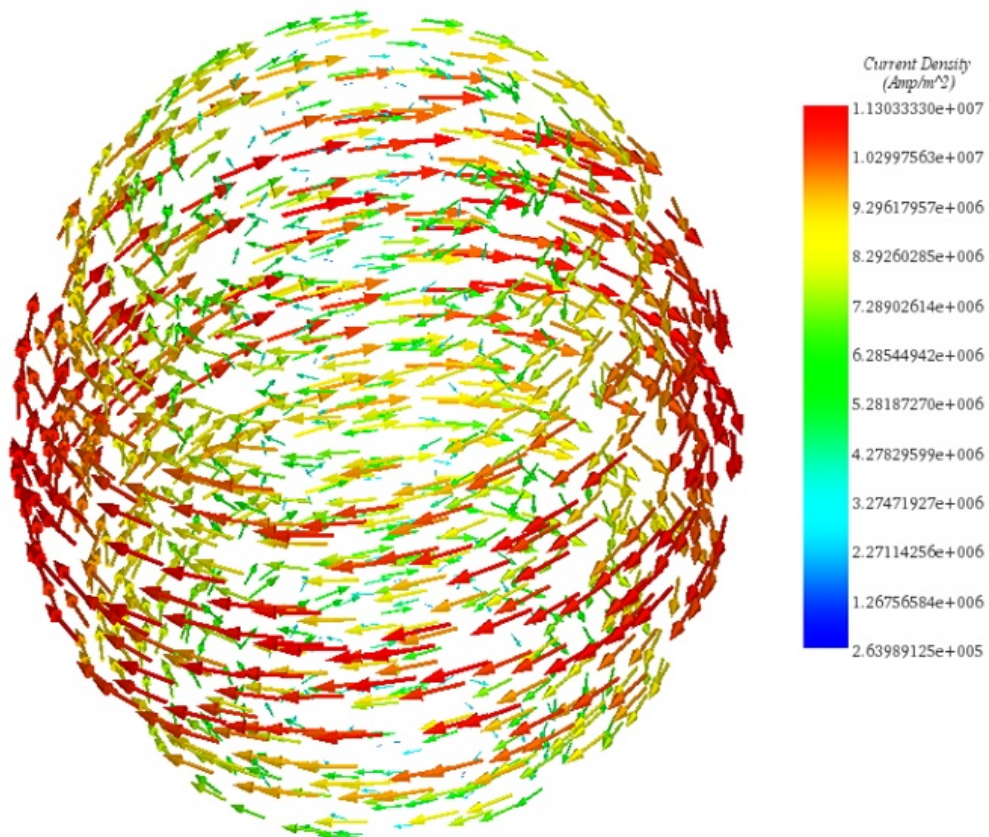 Current Density
(Amp/m^2)
1.13033330e+007
1.02997563e+007
9.29617957e+006
8.29260285e+006
7.28902614e+006
6.28544942e+006
5.28187270e+006
4.27829599e+006
3.27471927e+006
2.27114256e+006
1.26756584e+006
2.63989125e+005